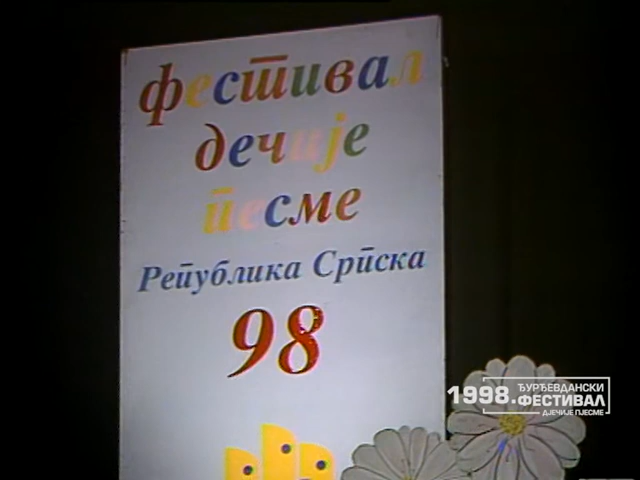 фестивал
дечије
песме
Република Српска
98
1998.
ЂУРЂЕВДАНСКИ
ФЕСТИВАЛ
ДЈЕЧИЈЕ ПЈЕСМЕ